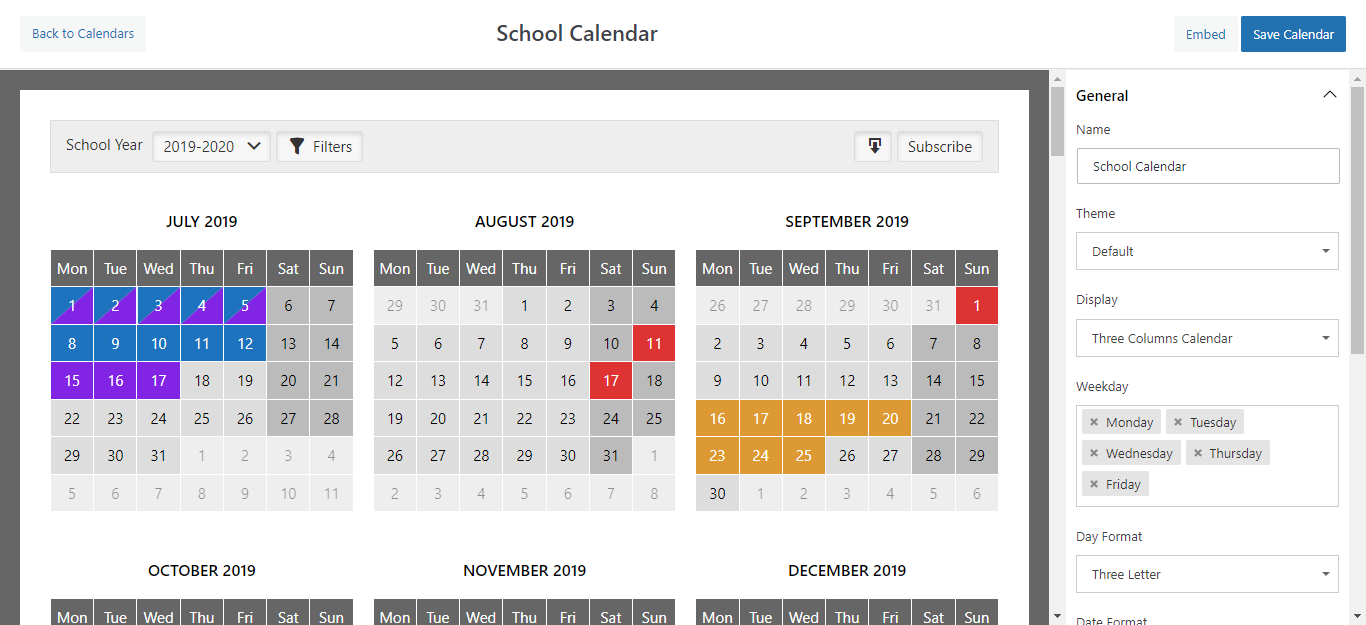 Back to Calendars
School Calendar
Embed
Save Calendar
School Year
2019-2020
Filters
Subscribe
JULY 2019
Mon Tue Wed Thu Fri Sat Sun
1 2 3 4 5 6 7
8 9 10 11 12 13 14
15 16 17 18 19 20 21
22 23 24 25 26 27 28
29 30 31 1 2 3 4
5 6 7 8 9 10 11
AUGUST 2019
Mon Tue Wed Thu Fri Sat Sun
29 30 31 1 2 3 4
5 6 7 8 9 10 11
12 13 14 15 16 17 18
19 20 21 22 23 24 25
26 27 28 29 30 31 1
2 3 4 5 6 7 8
SEPTEMBER 2019
Mon Tue Wed Thu Fri Sat Sun
26 27 28 29 30 31 1
2 3 4 5 6 7 8
9 10 11 12 13 14 15
16 17 18 19 20 21 22
23 24 25 26 27 28 29
30 1 2 3 4 5 6
OCTOBER 2019
Mon Tue Wed Thu Fri Sat Sun
NOVEMBER 2019
Mon Tue Wed Thu Fri Sat Sun
DECEMBER 2019
Mon Tue Wed Thu Fri Sat Sun
General
Name
School Calendar
Theme
Default
Display
Three Columns Calendar
Weekday
× Monday × Tuesday
× Wednesday × Thursday
× Friday
Day Format
Three Letter
Date Format